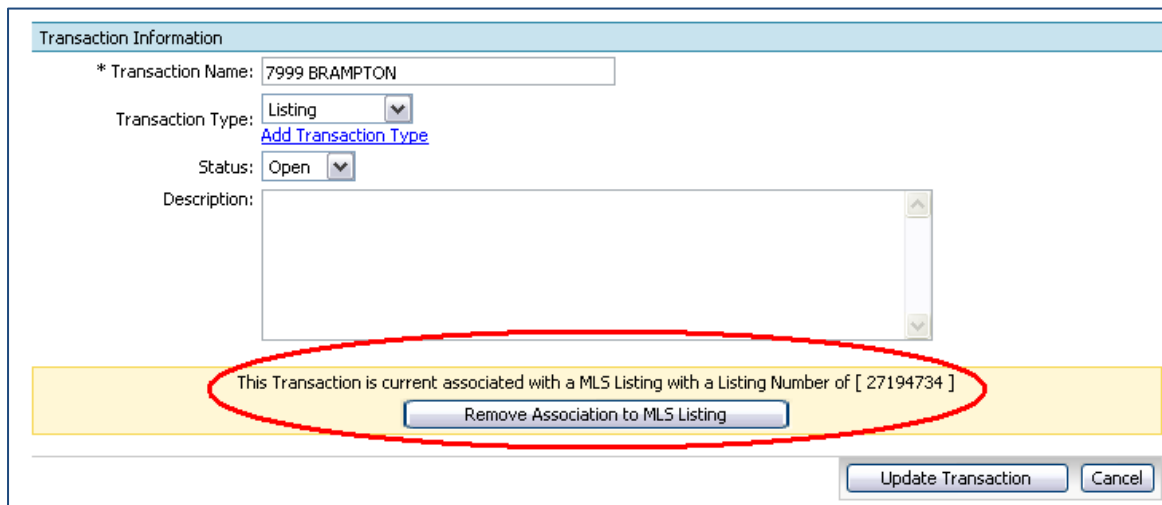 Transaction Information
* Transaction Name: 7999 BRAMPTON
Transaction Type: Listing
Add Transaction Type
Status: Open
Description:
This Transaction is current associated with a MLS Listing with a Listing Number of [ 27194734 ]
Remove Association to MLS Listing
Update Transaction Cancel